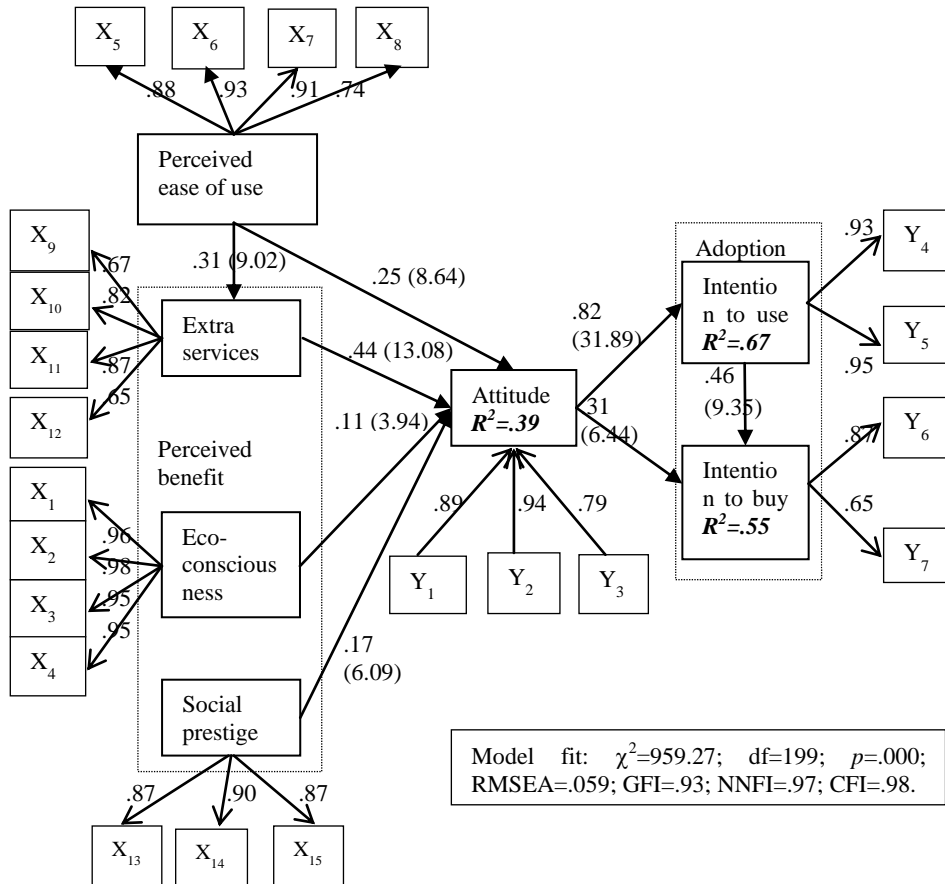 X5 X6 X7 X8
.88 .93 .91 .74
Perceived
ease of use
.31 (9.02)
.25 (8.64)
X9
X10
X11
X12
.67
.82
.87
.65
Extra
services
.44 (13.08)
.11 (3.94)
Perceived
benefit
X1
X2
X3
X4
.96
.98
.95
.95
Eco-
conscious
ness
.17
(6.09)
Social
prestige
.87 .90 .87
X13 X14 X15
Attitude
R²=.39
.89 .94 .79
Y1 Y2 Y3
.82
(31.89)
.31
(6.44)
Adoption
Intentio
n to use
R²=.67
.46
(9.35)
Intentio
n to buy
R²=.55
.93
.95
.87
.65
Y4
Y5
Y6
Y7
Model fit: χ²=959.27; df=199; p=.000;
RMSEA=.059; GFI=.93; NNFI=.97; CFI=.98.